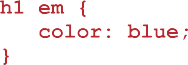 h1 em {
    color: blue;
}